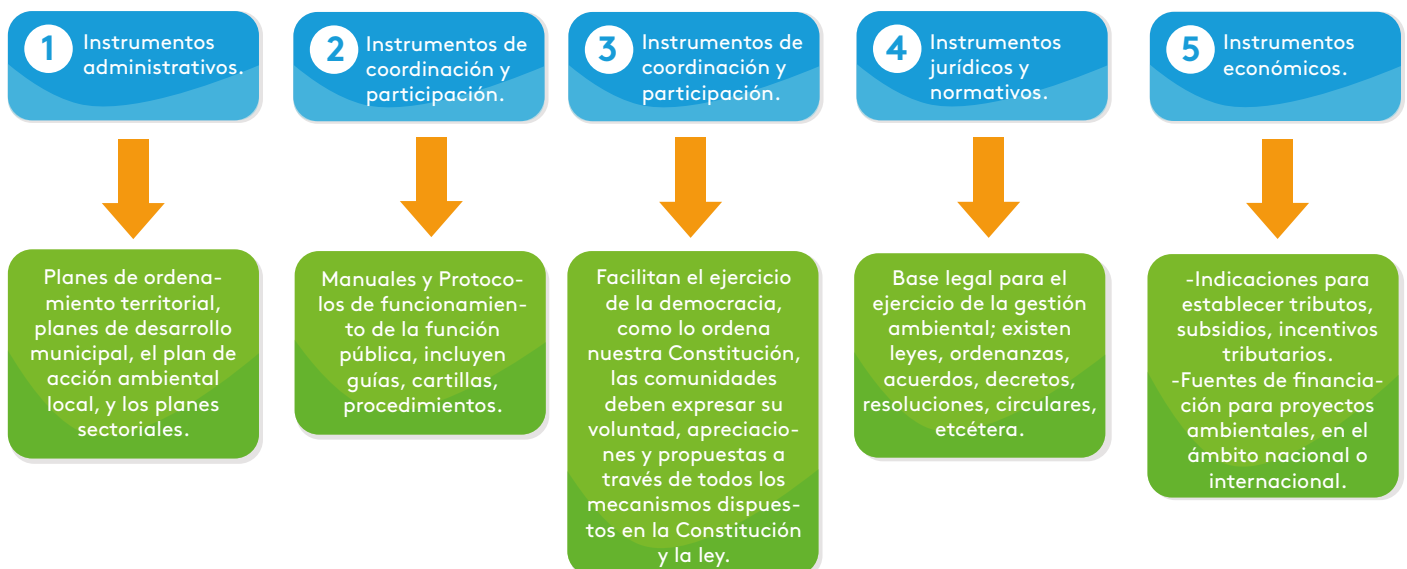 1 Instrumentos
administrativos.
2 Instrumentos de
coordinación y
participación.
3 Instrumentos de
coordinación y
participación.
4 Instrumentos
jurídicos y
normativos.
5 Instrumentos
económicos.
Planes de ordena-
miento territorial,
planes de desarrollo
municipal, el plan de
acción ambiental
local, y los planes
sectoriales.
Manuales y Protoco-
los de funcionamien-
to de la función
pública, incluyen
guías, cartillas,
procedimientos.
Facilitan el ejercicio
de la democracia,
como lo ordena
nuestra Constitución,
las comunidades
deben expresar su
voluntad, apreciacio-
nes y propuestas a
través de todos los
mecanismos dispues-
tos en la Constitución
y la ley.
Base legal para el
ejercicio de la gestión
ambiental; existen
leyes, ordenanzas,
acuerdos, decretos,
resoluciones, circulares,
etcétera.
-Indicaciones para
establecer tributos,
subsidios, incentivos
tributarios.
-Fuentes de financia-
ción para proyectos
ambientales, en el
ámbito nacional o
internacional.